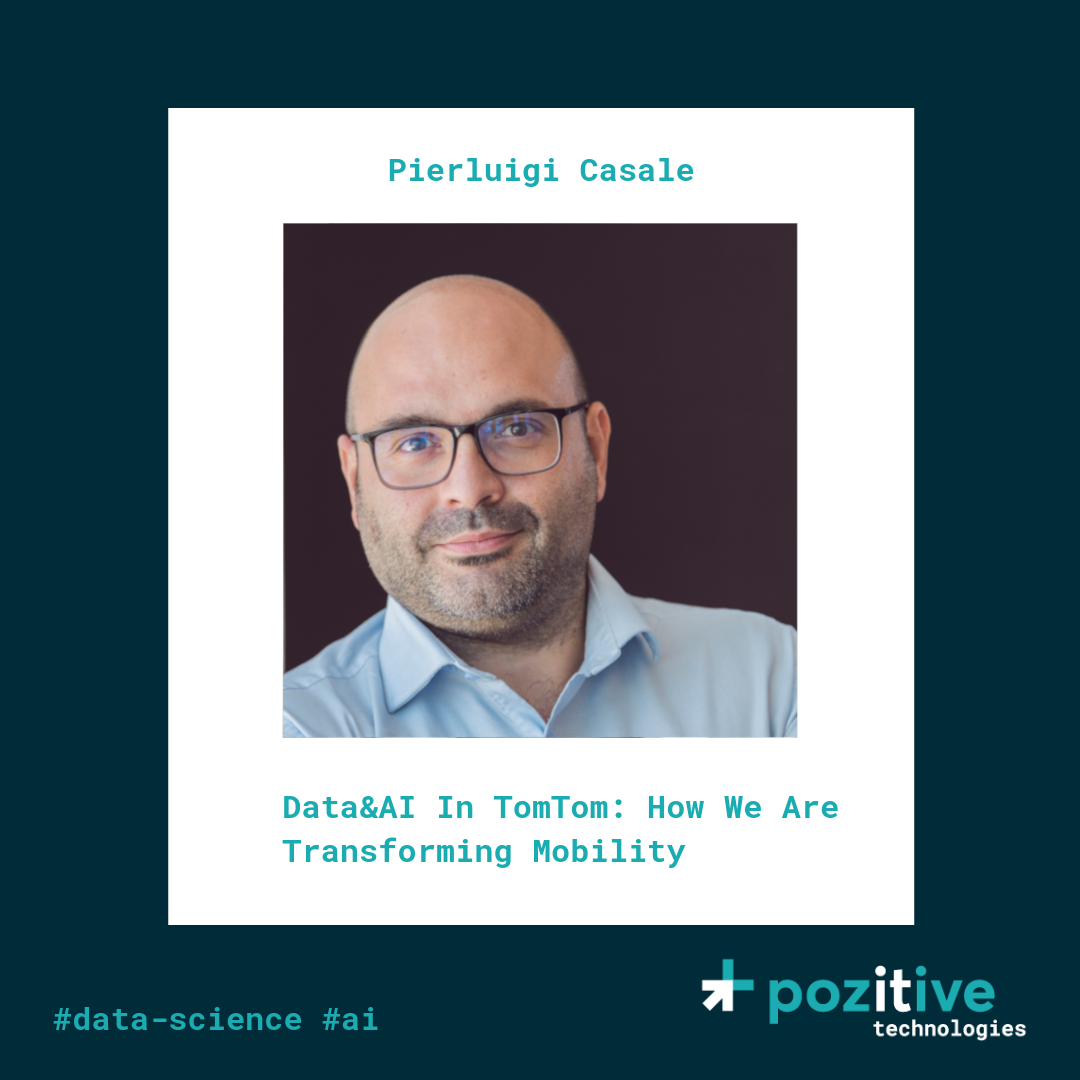 Pierluigi Casale
Data&AI In TomTom: How We Are
Transforming Mobility
#data-science #ai
pozitive
technologies